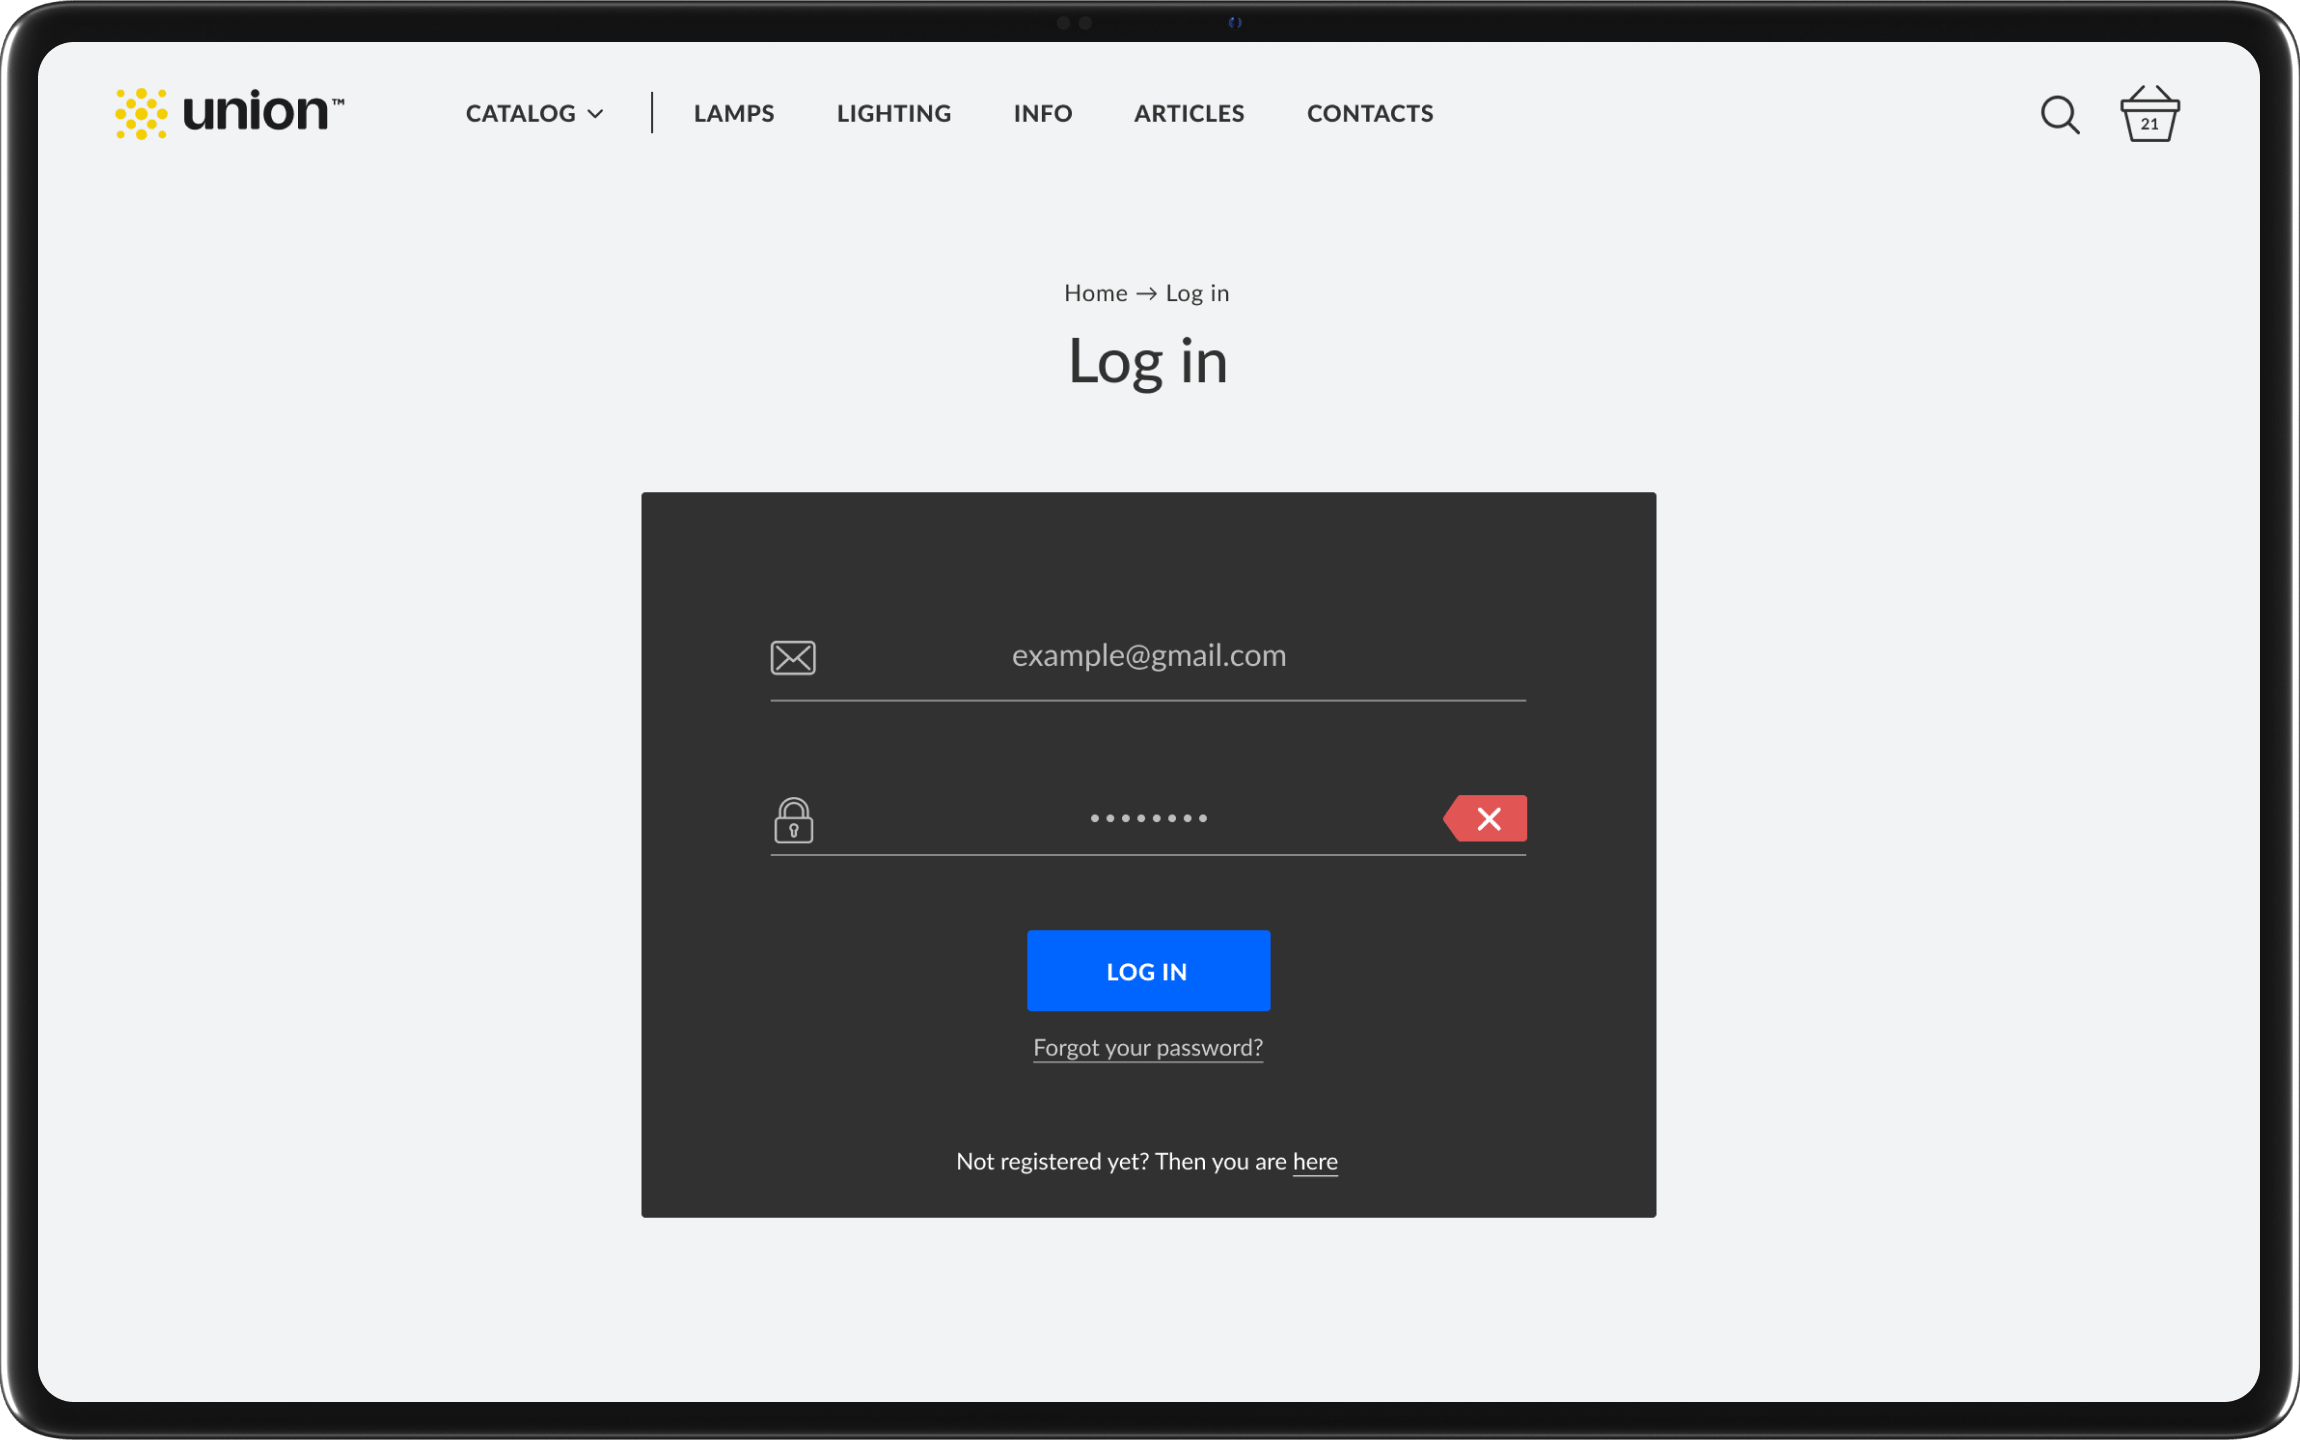 union™
CATALOG
LAMPS
LIGHTING
INFO
ARTICLES
CONTACTS
21
Home → Log in
Log in
example@gmail.com
••••••••
LOG IN
Forgot your password?
Not registered yet? Then you are here